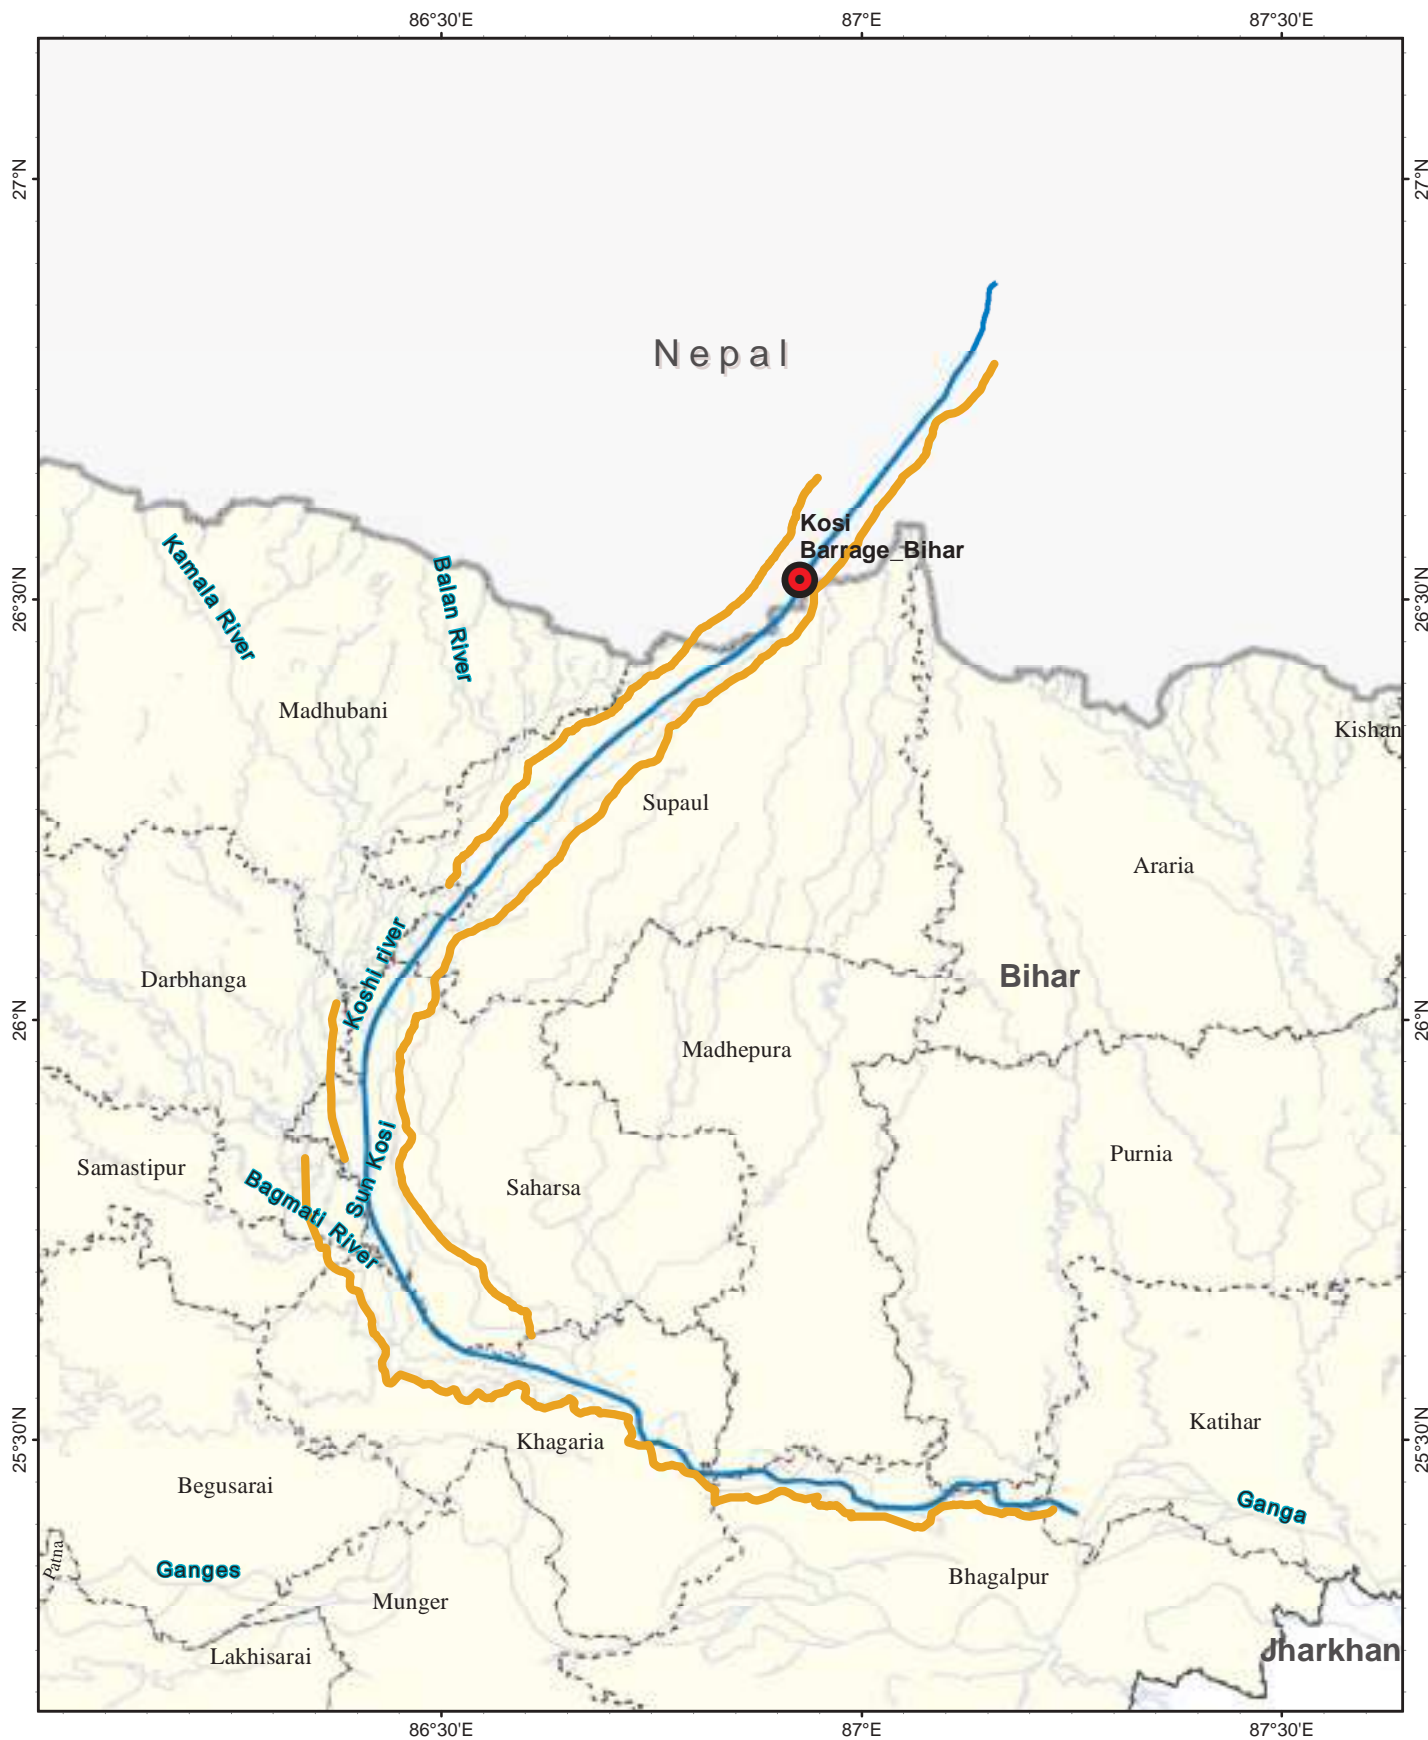 86°30'E
87°E
87°30'E
27°N
27°N
Nepal
Kosi
Barrage_Bihar
26°30'N
26°30'N
Kamala River
Balan River
Madhubani
Kishan
Supaul
Araria
Koshi river
Darbhanga
Bihar
26°N
26°N
Madhepura
Sun Kosi
Samastipur
Purnia
Bagmati River
Saharsa
25°30'N
25°30'N
Khagaria
Katihar
Begusarai
Ganga
Patna
Ganges
Bhagalpur
Munger
Lakhisarai
Jharkhan
86°30'E
87°E
87°30'E